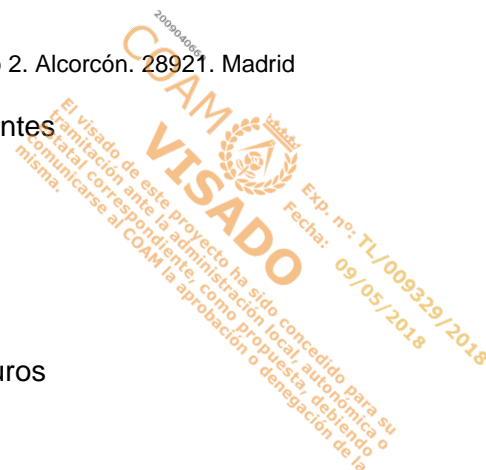 2009040669
COAM
VISADO
Exp. nº: TL/009329/2018
Fecha: 09/05/2018
El visado de este proyecto ha sido concedido para su
tramitación ante la administración local, autonómica o
estatal correspondiente, como propuesta, debiendo
comunicarse al COAM la aprobación o denegación de la
misma.
2. Alcorcón. 28921. Madrid
ntes
uros